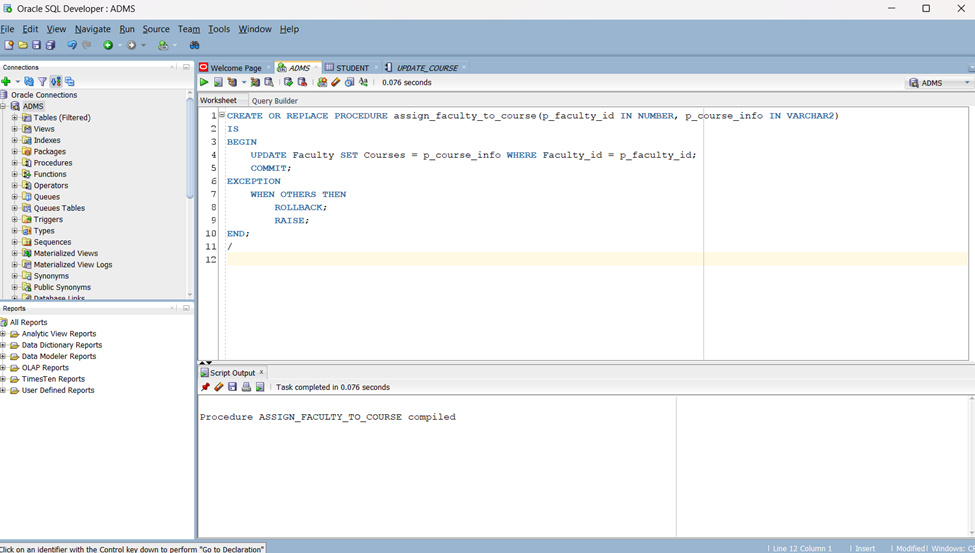 Oracle SQL Developer : ADMS
File Edit View Navigate Run Source Team Tools Window Help
Connections
Oracle Connections
ADMS
Tables (Filtered)
Views
Indexes
Packages
Procedures
Functions
Operators
Queues
Queues Tables
Triggers
Types
Sequences
Materialized Views
Materialized View Logs
Synonyms
Public Synonyms
Database Links
Reports
All Reports
Analytic View Reports
Data Dictionary Reports
Data Modeler Reports
OLAP Reports
TimesTen Reports
User Defined Reports
Click on an identifier with the Control key down to perform "Go to Declaration"
Welcome Page ADMS STUDENT UPDATE_COURSE
0.076 seconds ADMS
Worksheet Query Builder
1 CREATE OR REPLACE PROCEDURE assign_faculty_to_course(p_faculty_id IN NUMBER, p_course_info IN VARCHAR2)
2 IS
3 BEGIN
4 UPDATE Faculty SET Courses = p_course_info WHERE Faculty_id = p_faculty_id;
5 COMMIT;
6 EXCEPTION
7 WHEN OTHERS THEN
8 ROLLBACK;
9 RAISE;
10 END;
11 /
12
Script Output x
Task completed in 0.076 seconds
Procedure ASSIGN_FACULTY_TO_COURSE compiled
Line 12 Column 1 | Insert | Modified | Windows: C